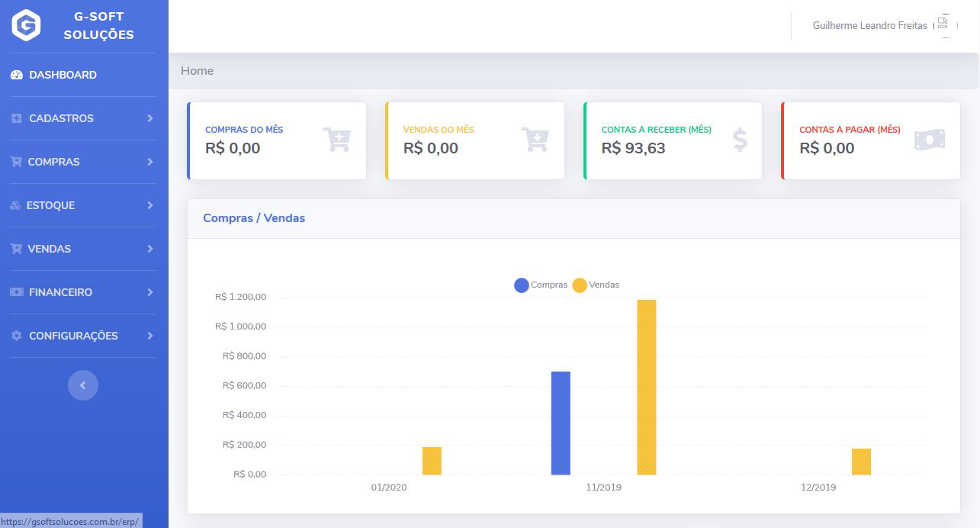 G-SOFT
SOLUÇÕES
Guilherme Leandro Freitas
DASHBOARD
CADASTROS
COMPRAS
ESTOQUE
VENDAS
FINANCEIRO
CONFIGURAÇÕES
Home
COMPRAS DO MÊS
R$ 0,00
VENDAS DO MÊS
R$ 0,00
CONTAS À RECEBER (MÊS)
R$ 93,63
CONTAS À PAGAR (MÊS)
R$ 0,00
Compras / Vendas
Compras Vendas
R$ 1.200,00
R$ 1.000,00
R$ 800,00
R$ 600,00
R$ 400,00
R$ 200,00
R$ 0,00
01/2020 11/2019 12/2019
https://gsoftsolucoes.com.br/erp/